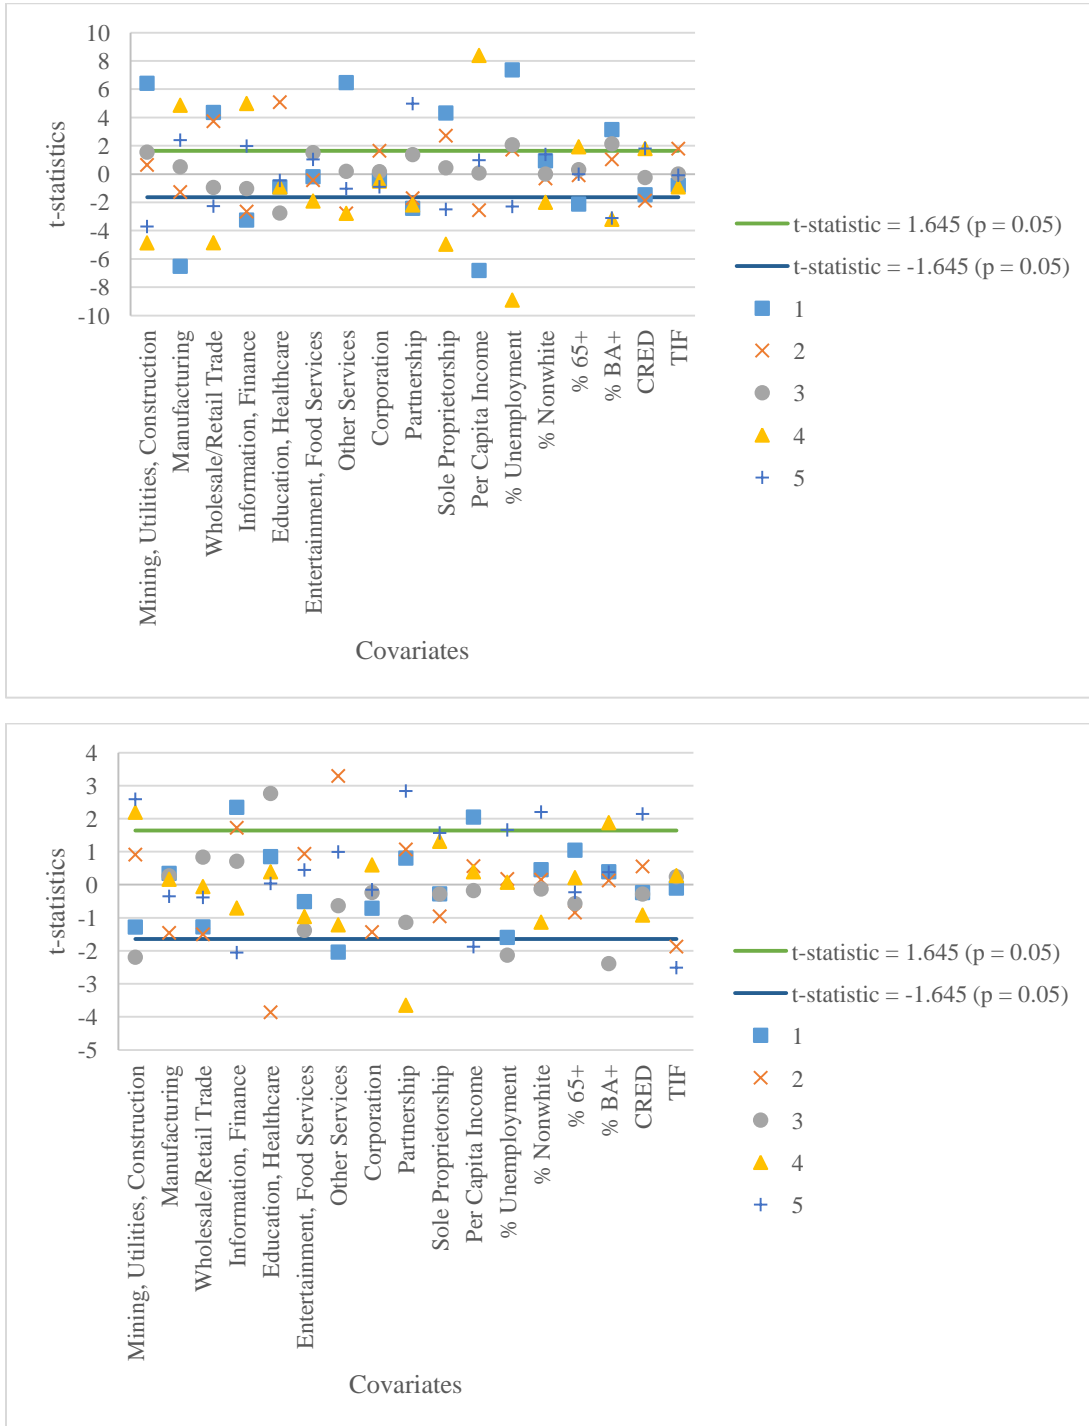 10
8
6
4
2
0
-2
-4
-6
-8
-10
t-statistics
Mining, Utilities, Construction
Manufacturing
Wholesale/Retail Trade
Information, Finance
Education, Healthcare
Entertainment, Food Services
Other Services
Corporation
Partnership
Sole Proprietorship
Per Capita Income
% Unemployment
% Nonwhite
% 65+
% BA+
CRED
TIF
Covariates
t-statistic = 1.645 (p = 0.05)
t-statistic = -1.645 (p = 0.05)
1
2
3
4
5
4
3
2
1
0
-1
-2
-3
-4
-5
t-statistics
Mining, Utilities, Construction
Manufacturing
Wholesale/Retail Trade
Information, Finance
Education, Healthcare
Entertainment, Food Services
Other Services
Corporation
Partnership
Sole Proprietorship
Per Capita Income
% Unemployment
% Nonwhite
% 65+
% BA+
CRED
TIF
Covariates
t-statistic = 1.645 (p = 0.05)
t-statistic = -1.645 (p = 0.05)
1
2
3
4
5